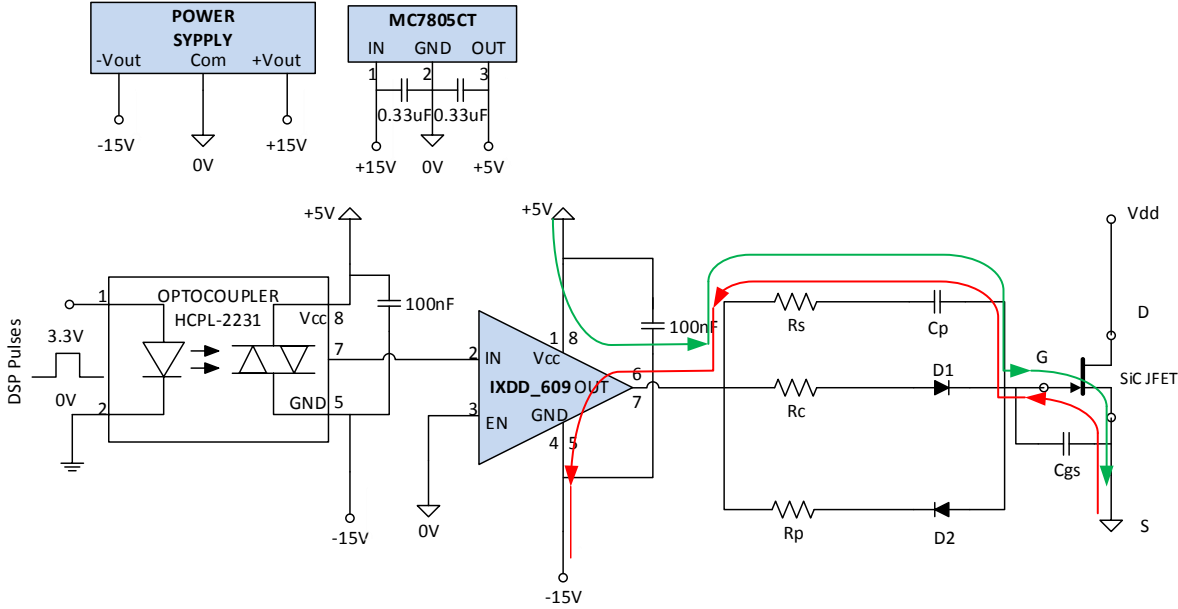 POWER
SYPPLY
-Vout Com +Vout
-15V
0V
+15V
MC7805CT
IN GND OUT
1 2 3
0.33uF 0.33uF
+15V 0V +5V
+5V
OPTOCOUPLER
HCPL-2231
Vcc 8
100nF
1
3.3V
0V
DSP Pulses
2
7
GND 5
-15V
+5V
1 8
Vcc
100nF
2 IN
IXDD_609 OUT
6
7
3 EN
GND
4 5
0V
-15V
Rs Cp
Rc D1
Rp D2
G
Cgs
Vdd
D
SiC JFET
S